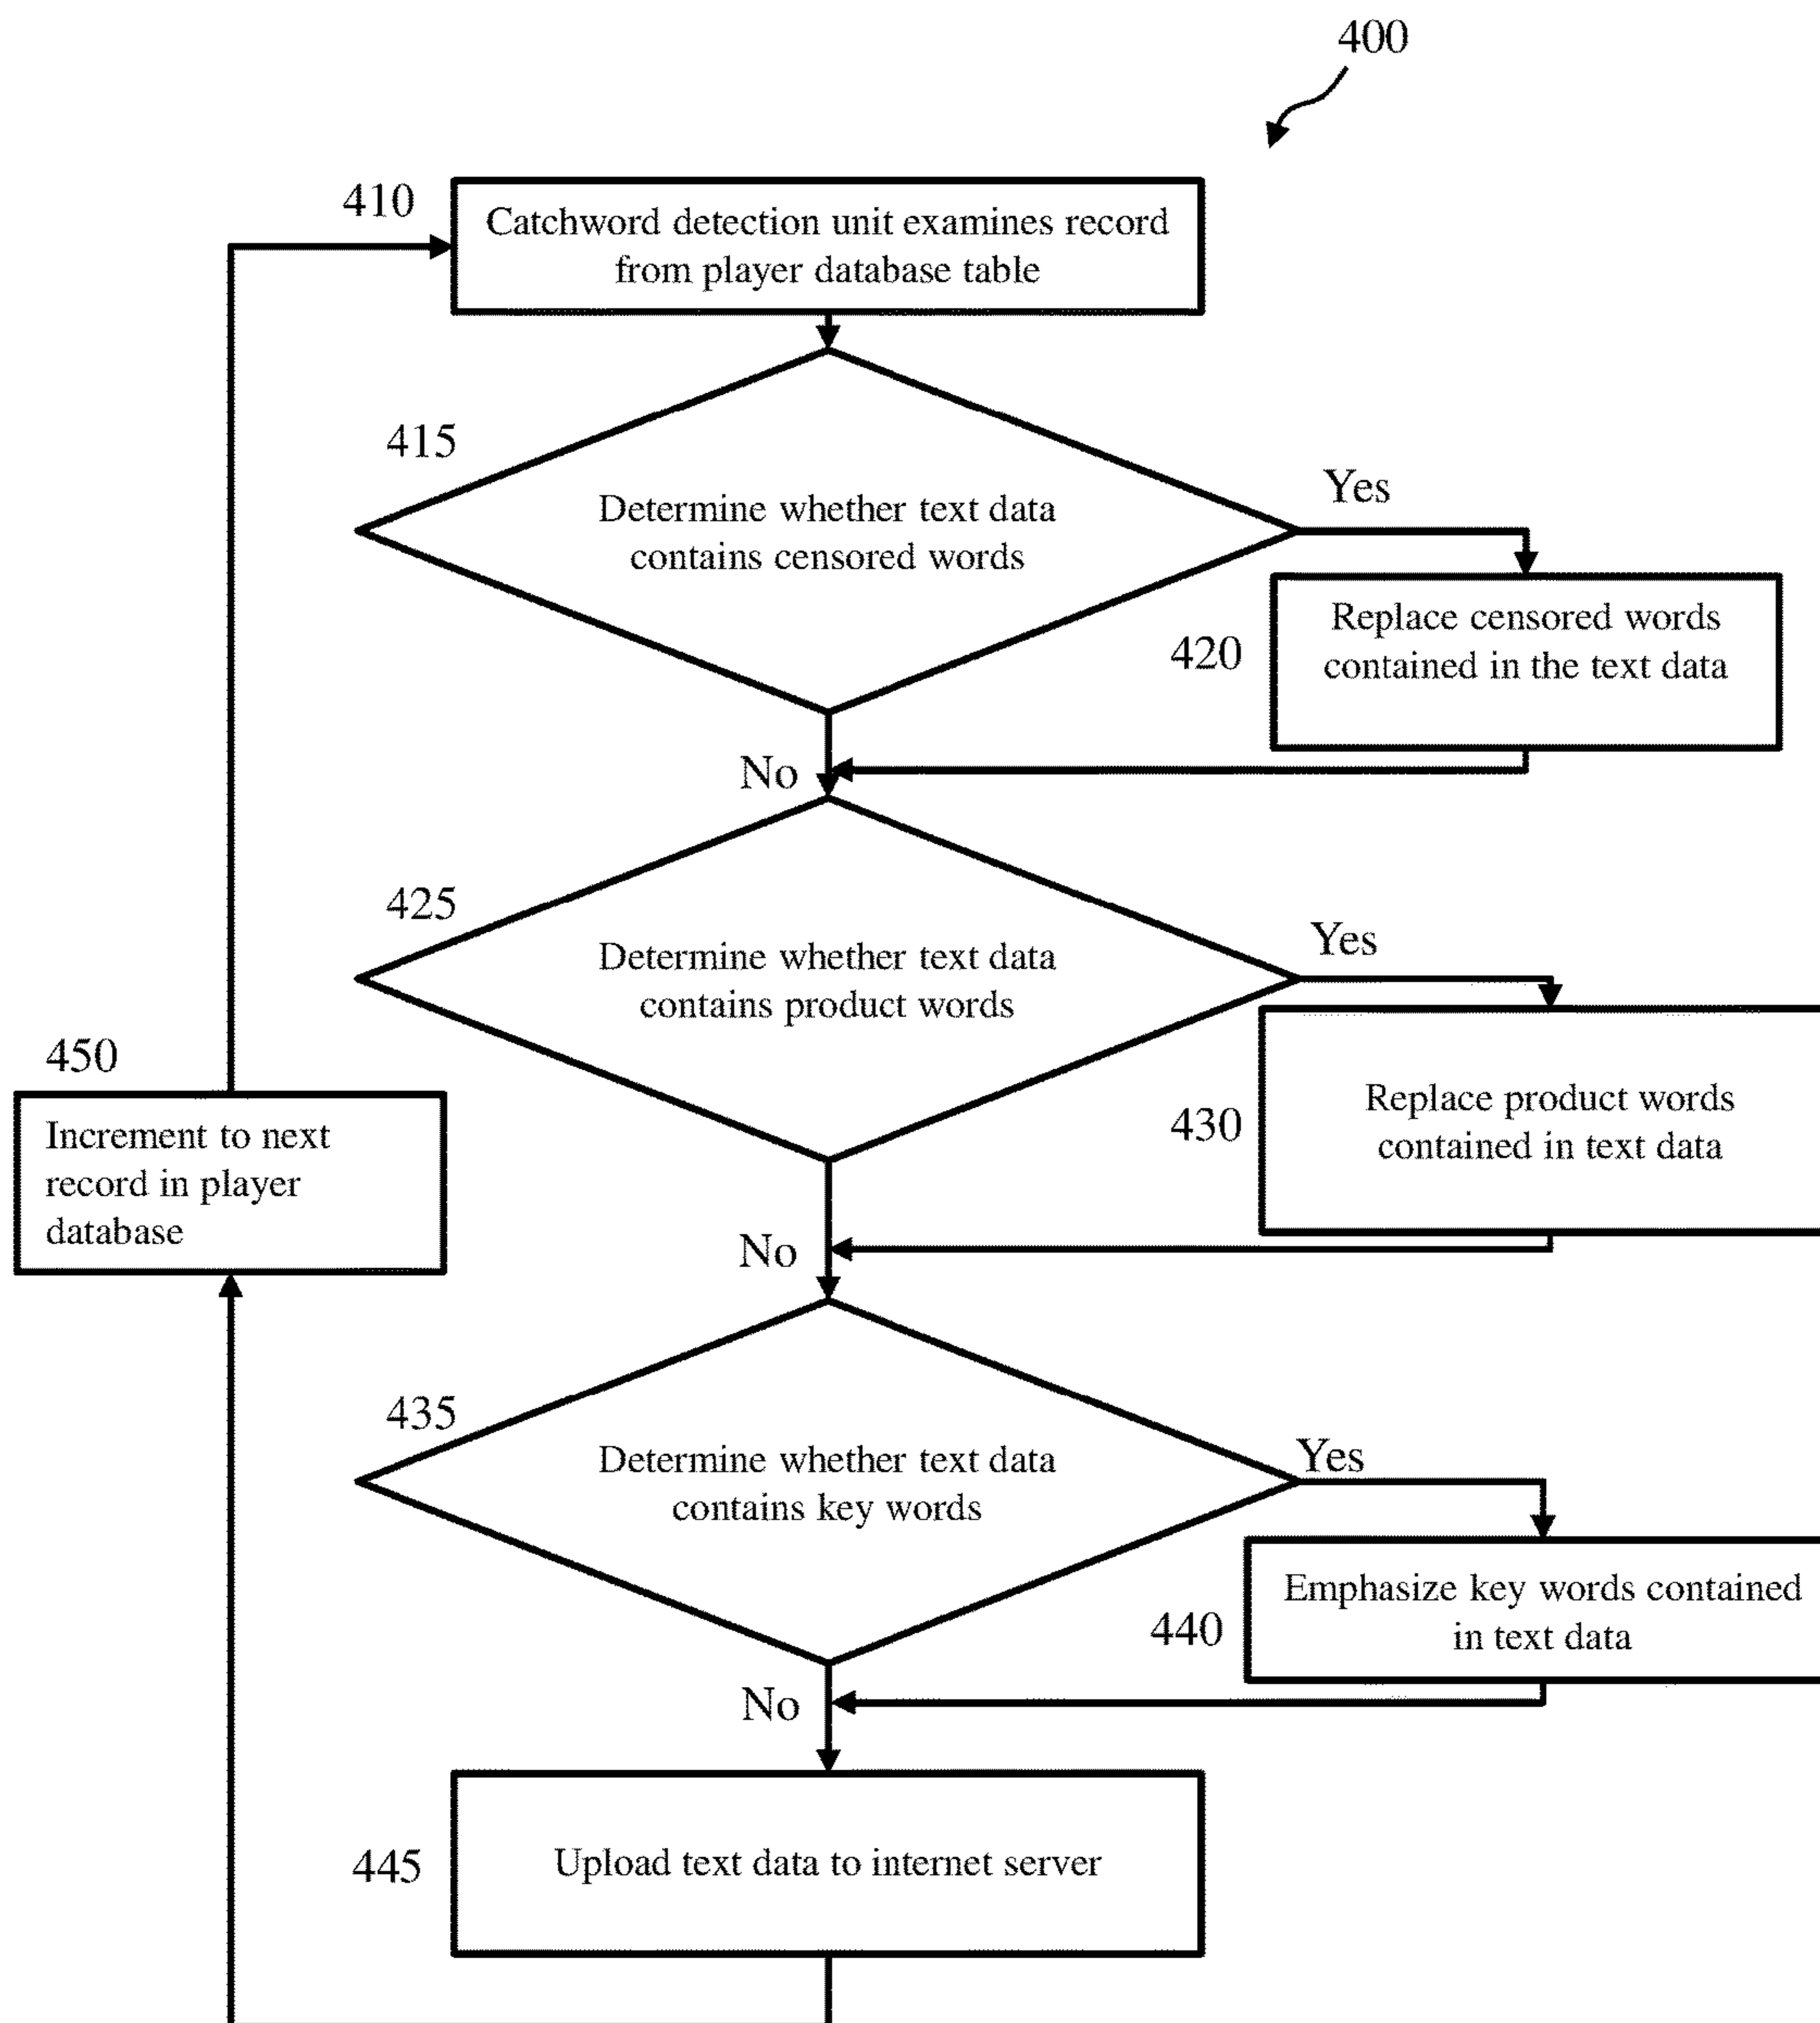 400
410
Catchword detection unit examines record
from player database table
415
Determine whether text data
contains censored words
Yes
420
Replace censored words
contained in the text data
No
425
Determine whether text data
contains product words
Yes
430
Replace product words
contained in text data
450
Increment to next
record in player
database
No
435
Determine whether text data
contains key words
Yes
440
Emphasize key words contained
in text data
No
445
Upload text data to internet server